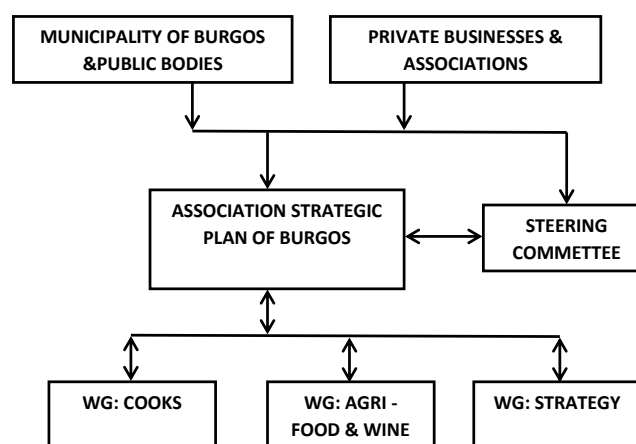 MUNICIPALITY OF BURGOS
&PUBLIC BODIES
PRIVATE BUSINESSES &
ASSOCIATIONS
ASSOCIATION STRATEGIC
PLAN OF BURGOS
STEERING
COMMETTEE
WG: COOKS
WG: AGRI -
FOOD & WINE
WG: STRATEGY